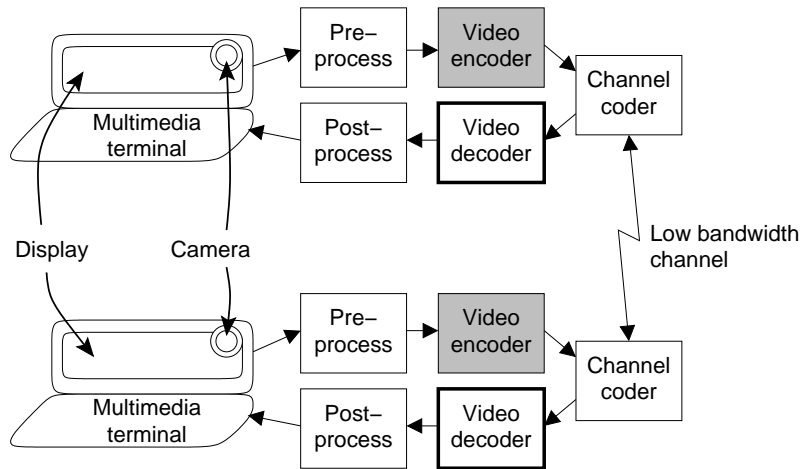 Pre–
process
Video
encoder
Channel
coder
Multimedia
terminal
Post–
process
Video
decoder
Display
Camera
Low bandwidth
channel
Pre–
process
Video
encoder
Channel
coder
Multimedia
terminal
Post–
process
Video
decoder